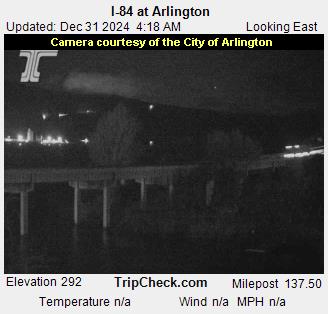 I-84 at Arlington
Updated: Dec 31 2024 4:18 AM Looking East
Camera courtesy of the City of Arlington
Elevation 292 TripCheck.com Milepost 137.50
Temperature n/a Wind n/a MPH n/a